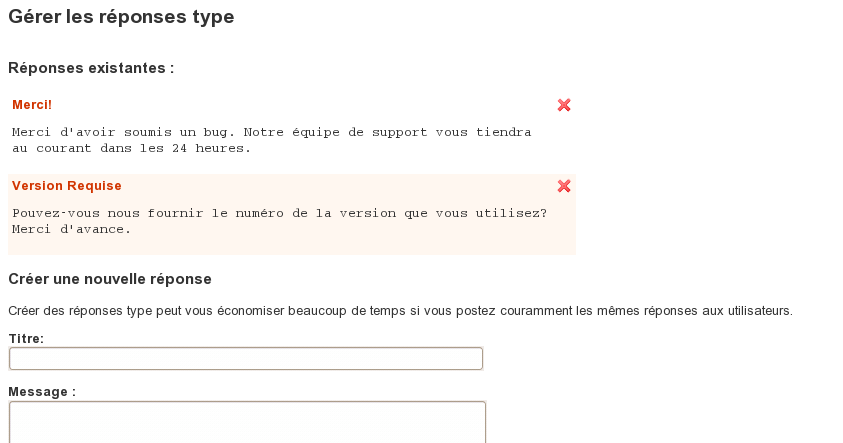 Gérer les réponses type
Réponses existantes :
Merci!
Merci d'avoir soumis un bug. Notre équipe de support vous tiendra
au courant dans les 24 heures.
Version Requise
Pouvez-vous nous fournir le numéro de la version que vous utilisez?
Merci d'avance.
Créer une nouvelle réponse
Créer des réponses type peut vous économiser beaucoup de temps si vous postez couramment les mêmes réponses aux utilisateurs.
Titre:
Message :